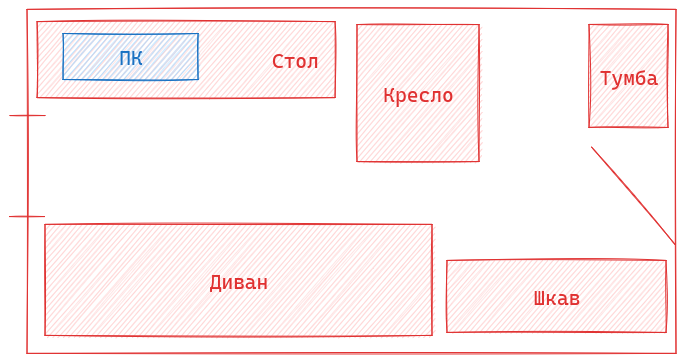 ПК
Стол
Кресло
Тумба
Диван
Шкав